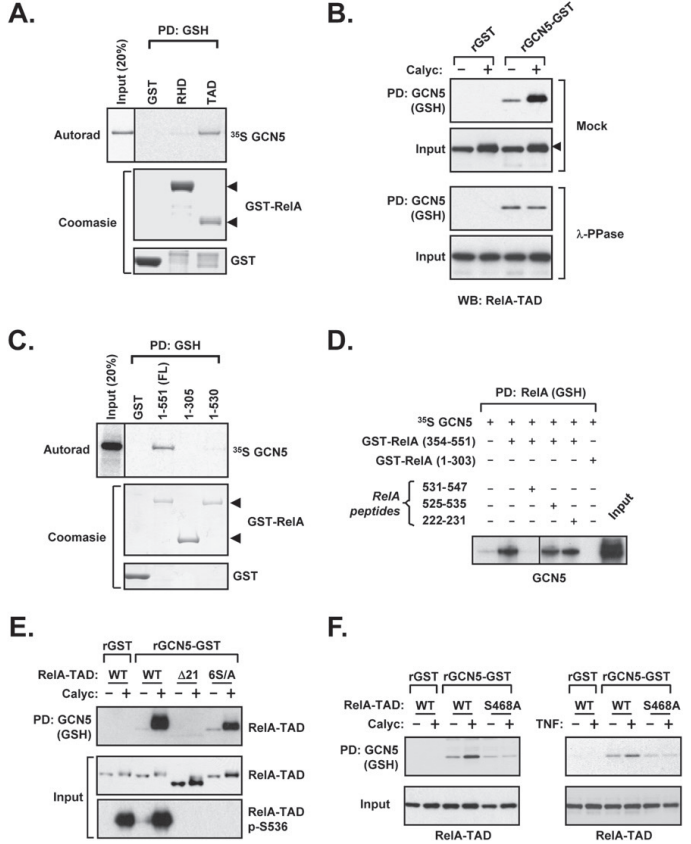 A.
PD: GSH
Input (20%)
GST
RHD
TAD
Autorad
35S GCN5
Coomasie
GST-RelA
GST
B.
rGST
rGCN5-GST
Calyc: – + – +
PD: GCN5
(GSH)
Input
Mock
PD: GCN5
(GSH)
Input
λ-PPase
WB: RelA-TAD
C.
PD: GSH
Input (20%)
GST
1-551 (FL)
1-305
1-530
Autorad
35S GCN5
Coomasie
GST-RelA
GST
D.
PD: RelA (GSH)
35S GCN5 + + + + + +
GST-RelA (354-551) – + + + + –
GST-RelA (1-303) – – – – – +
RelA peptides
531-547 – – + – – –
525-535 – – – + – –
222-231 – – – – + –
Input
GCN5
E.
rGST rGCN5-GST
RelA-TAD: WT WT Δ21 6S/A
Calyc: – + – + – + – +
PD: GCN5
(GSH)
RelA-TAD
Input
RelA-TAD
RelA-TAD
p-S536
F.
rGST rGCN5-GST
RelA-TAD: WT WT S468A
Calyc: – + – + – +
PD: GCN5
(GSH)
Input
RelA-TAD
rGST rGCN5-GST
WT WT S468A
TNF: – + – + – +
RelA-TAD